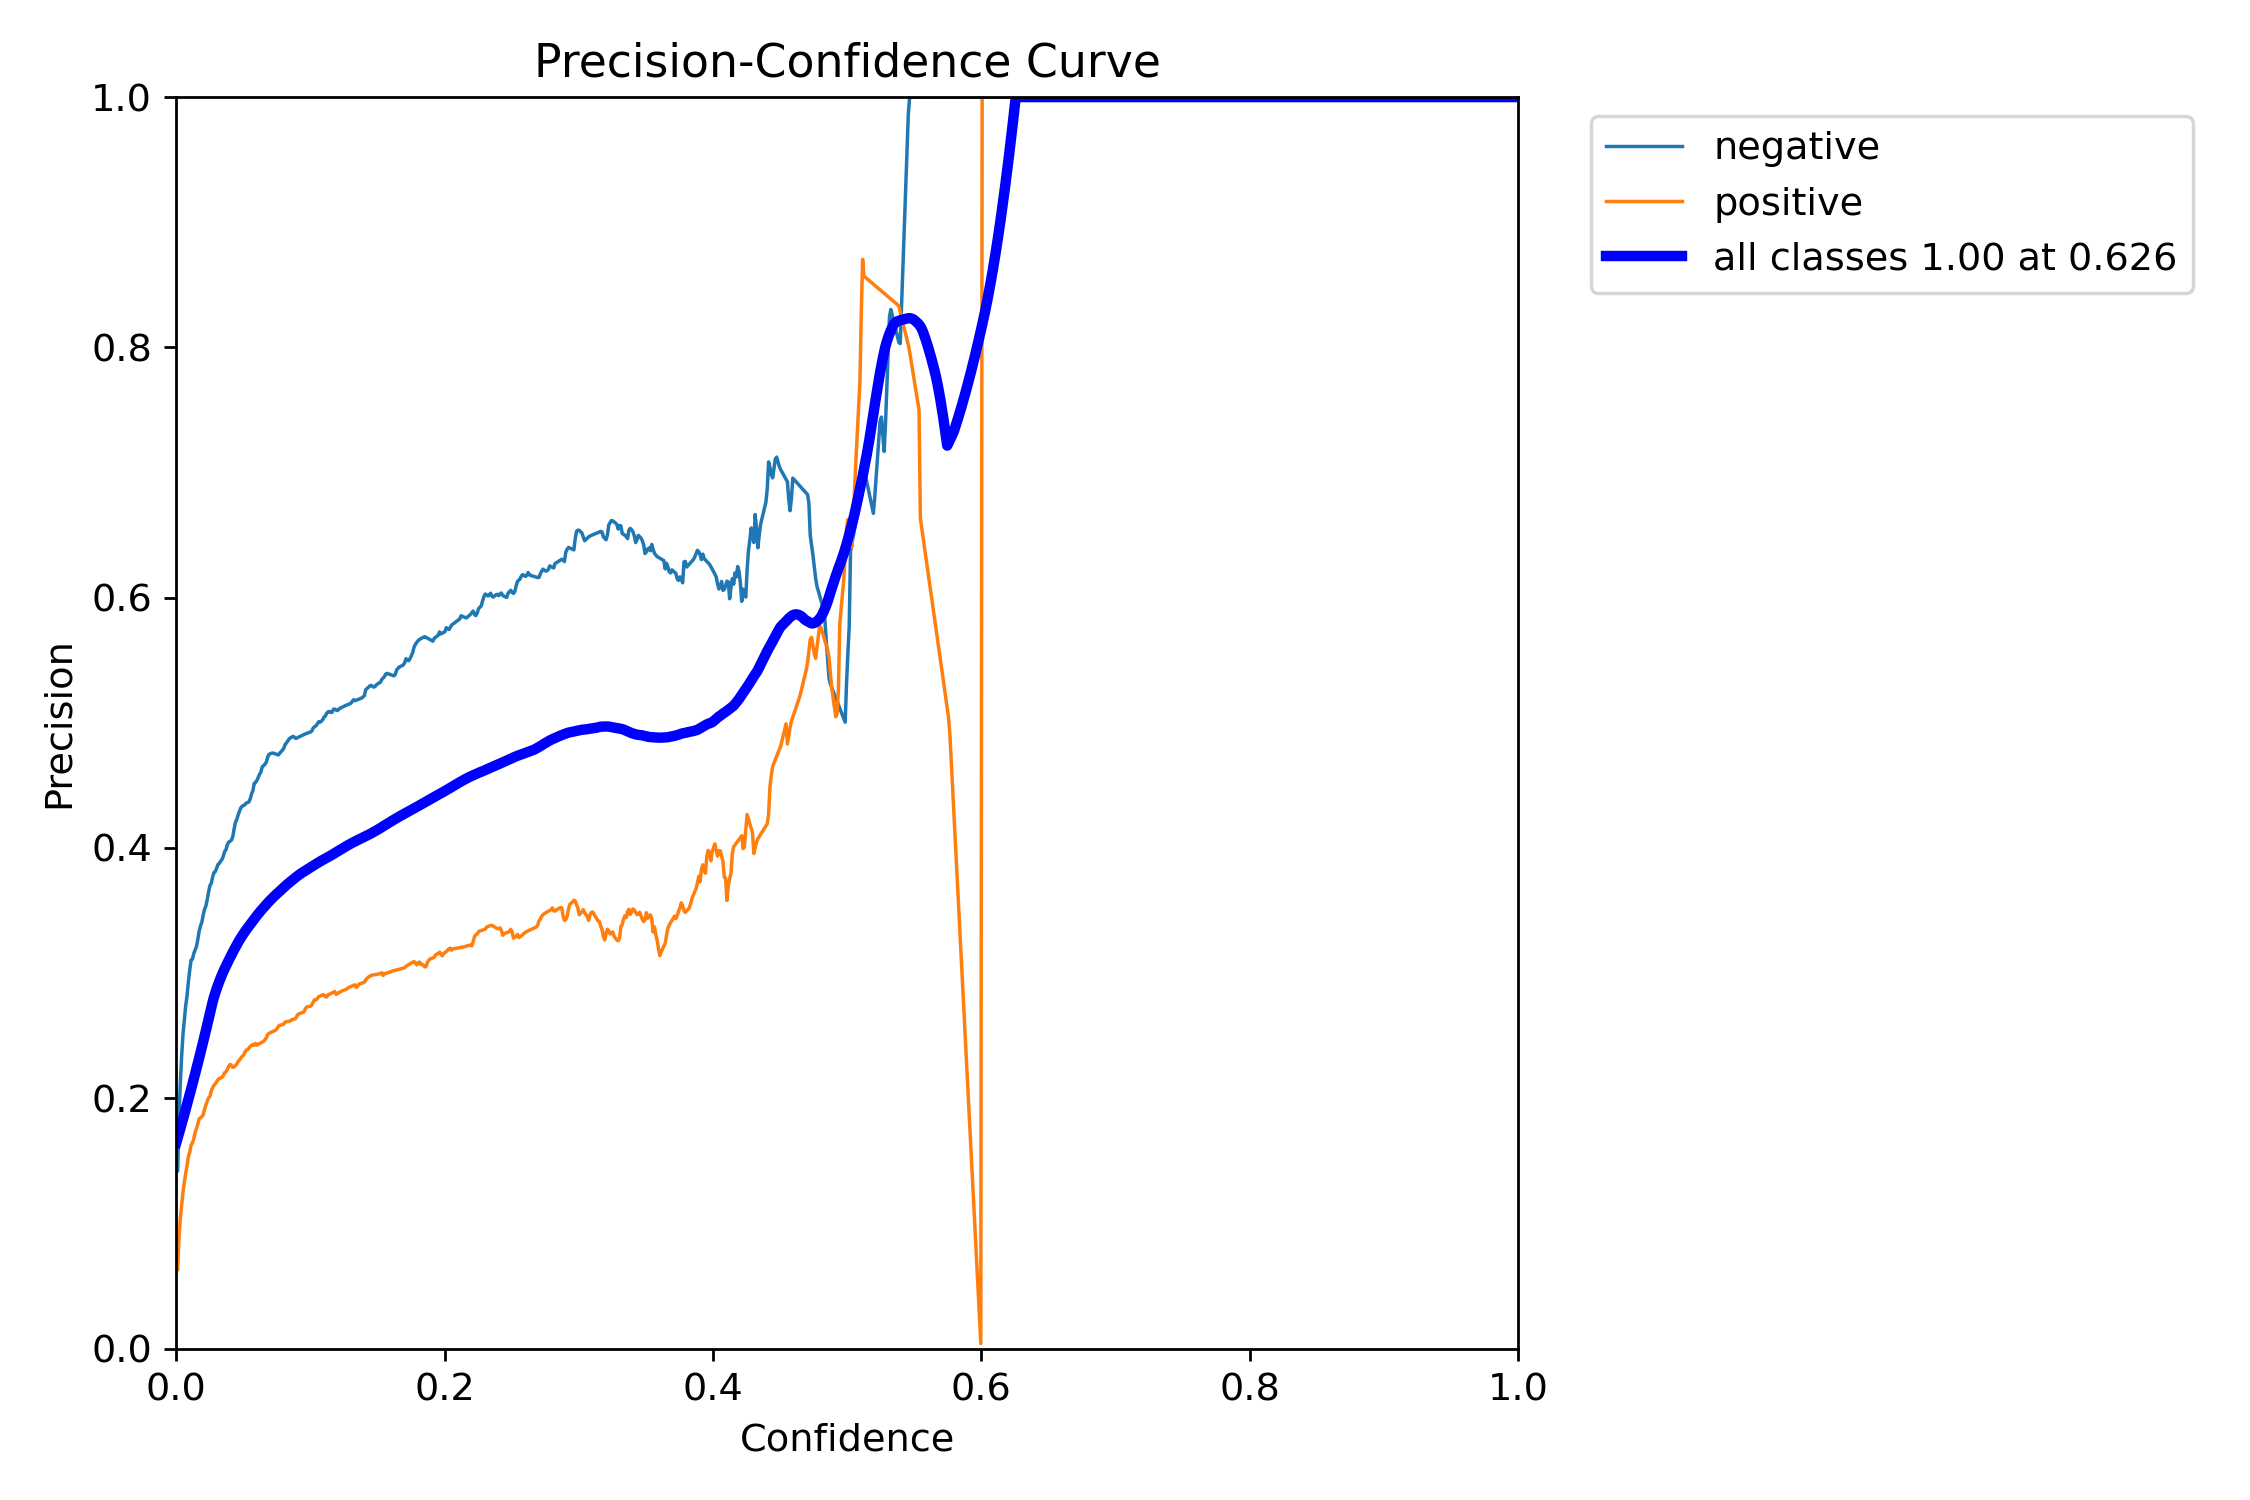 Precision-Confidence Curve
1.0
0.8
0.6
0.4
0.2
0.0
Precision
0.0 0.2 0.4 0.6 0.8 1.0
Confidence
negative
positive
all classes 1.00 at 0.626